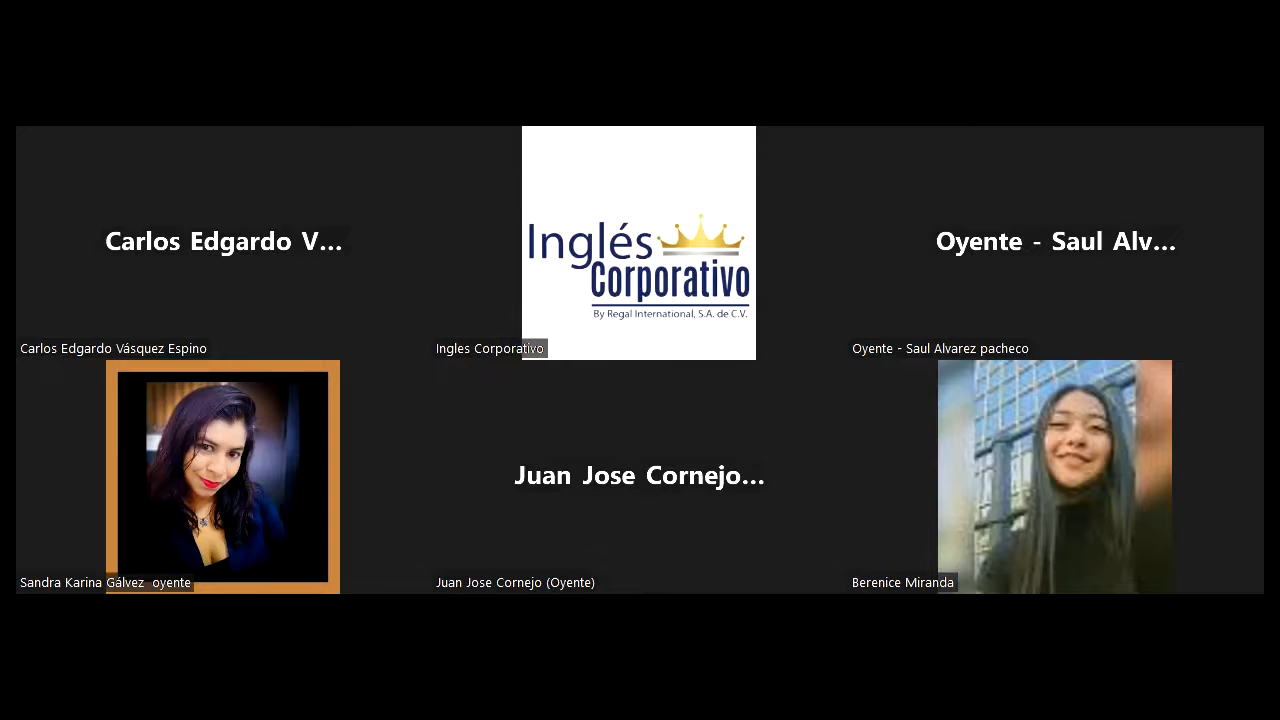 Carlos Edgardo V...
Inglés
Corporativo
By Regal International, S.A. de C.V.
Oyente - Saul Alv...
Carlos Edgardo Vásquez Espino
Ingles Corporativo
Oyente - Saul Alvarez pacheco
Juan Jose Cornejo...
Sandra Karina Gálvez  oyente
Juan Jose Cornejo (Oyente)
Berenice Miranda